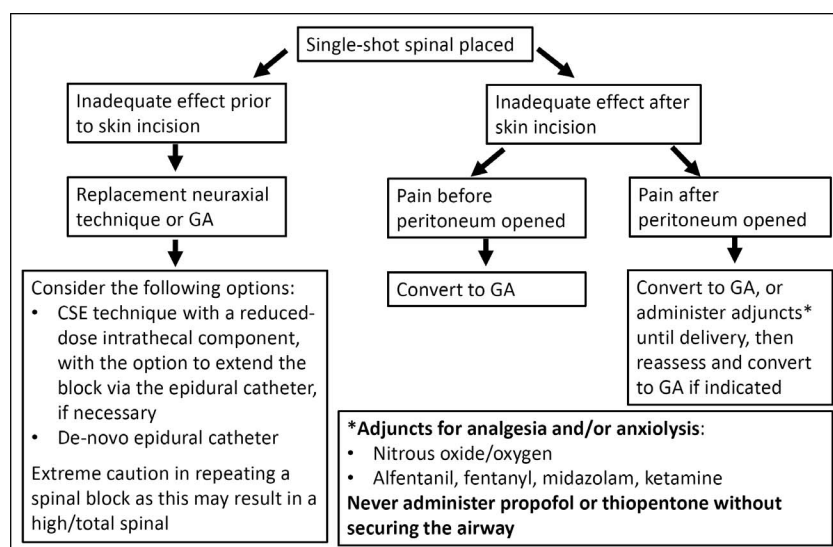 Single-shot spinal placed
Inadequate effect prior
to skin incision
Inadequate effect after
skin incision
Replacement neuraxial
technique or GA
Pain before
peritoneum opened
Pain after
peritoneum opened
Consider the following options:
• CSE technique with a reduced-
dose intrathecal component,
with the option to extend the
block via the epidural catheter,
if necessary
• De-novo epidural catheter
Extreme caution in repeating a
spinal block as this may result in a
high/total spinal
Convert to GA
Convert to GA, or
administer adjuncts*
until delivery, then
reassess and convert
to GA if indicated
*Adjuncts for analgesia and/or anxiolysis:
• Nitrous oxide/oxygen
• Alfentanil, fentanyl, midazolam, ketamine
Never administer propofol or thiopentone without
securing the airway